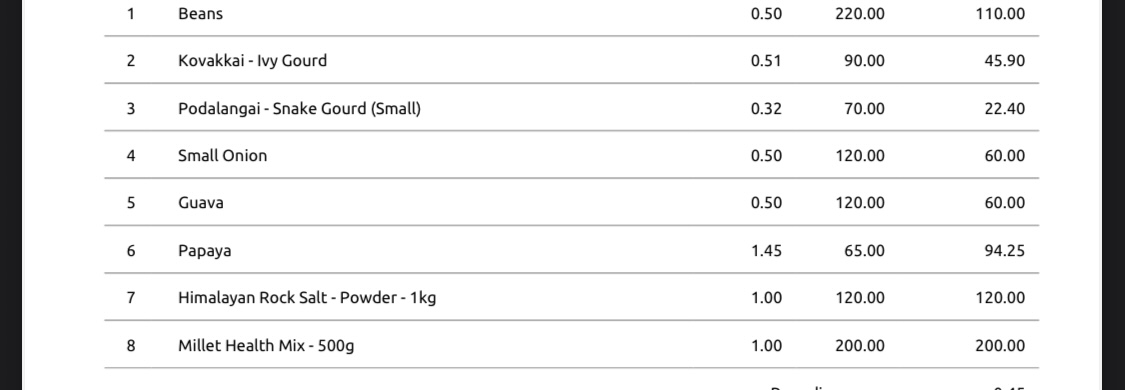 1 Beans 0.50 220.00 110.00
2 Kovakkai - Ivy Gourd 0.51 90.00 45.90
3 Podalangai - Snake Gourd (Small) 0.32 70.00 22.40
4 Small Onion 0.50 120.00 60.00
5 Guava 0.50 120.00 60.00
6 Papaya 1.45 65.00 94.25
7 Himalayan Rock Salt - Powder - 1kg 1.00 120.00 120.00
8 Millet Health Mix - 500g 1.00 200.00 200.00